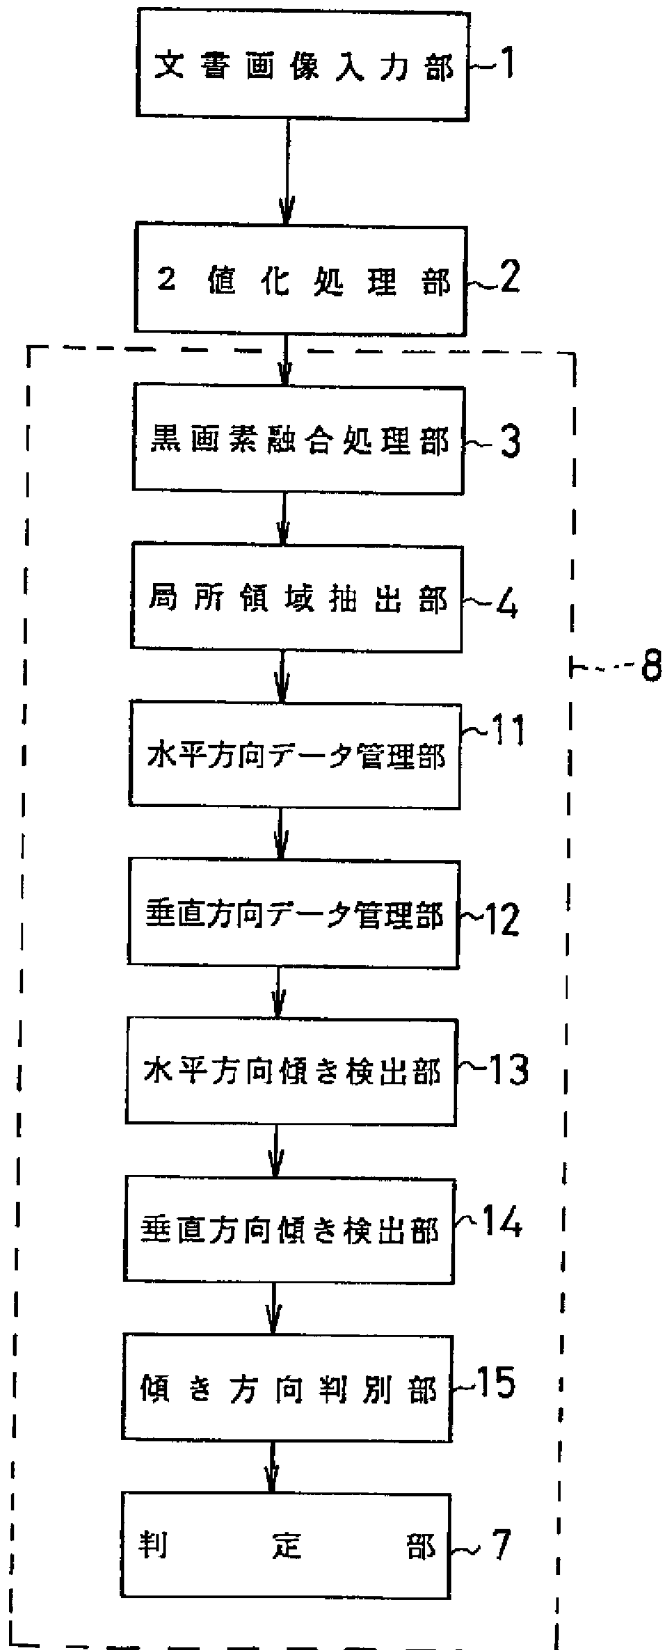 文書画像入力部 1
2値化処理部 2
黒画素融合処理部 3
局所領域抽出部 4
8
水平方向データ管理部 11
垂直方向データ管理部 12
水平方向傾き検出部 13
垂直方向傾き検出部 14
傾き方向判別部 15
判定部 7